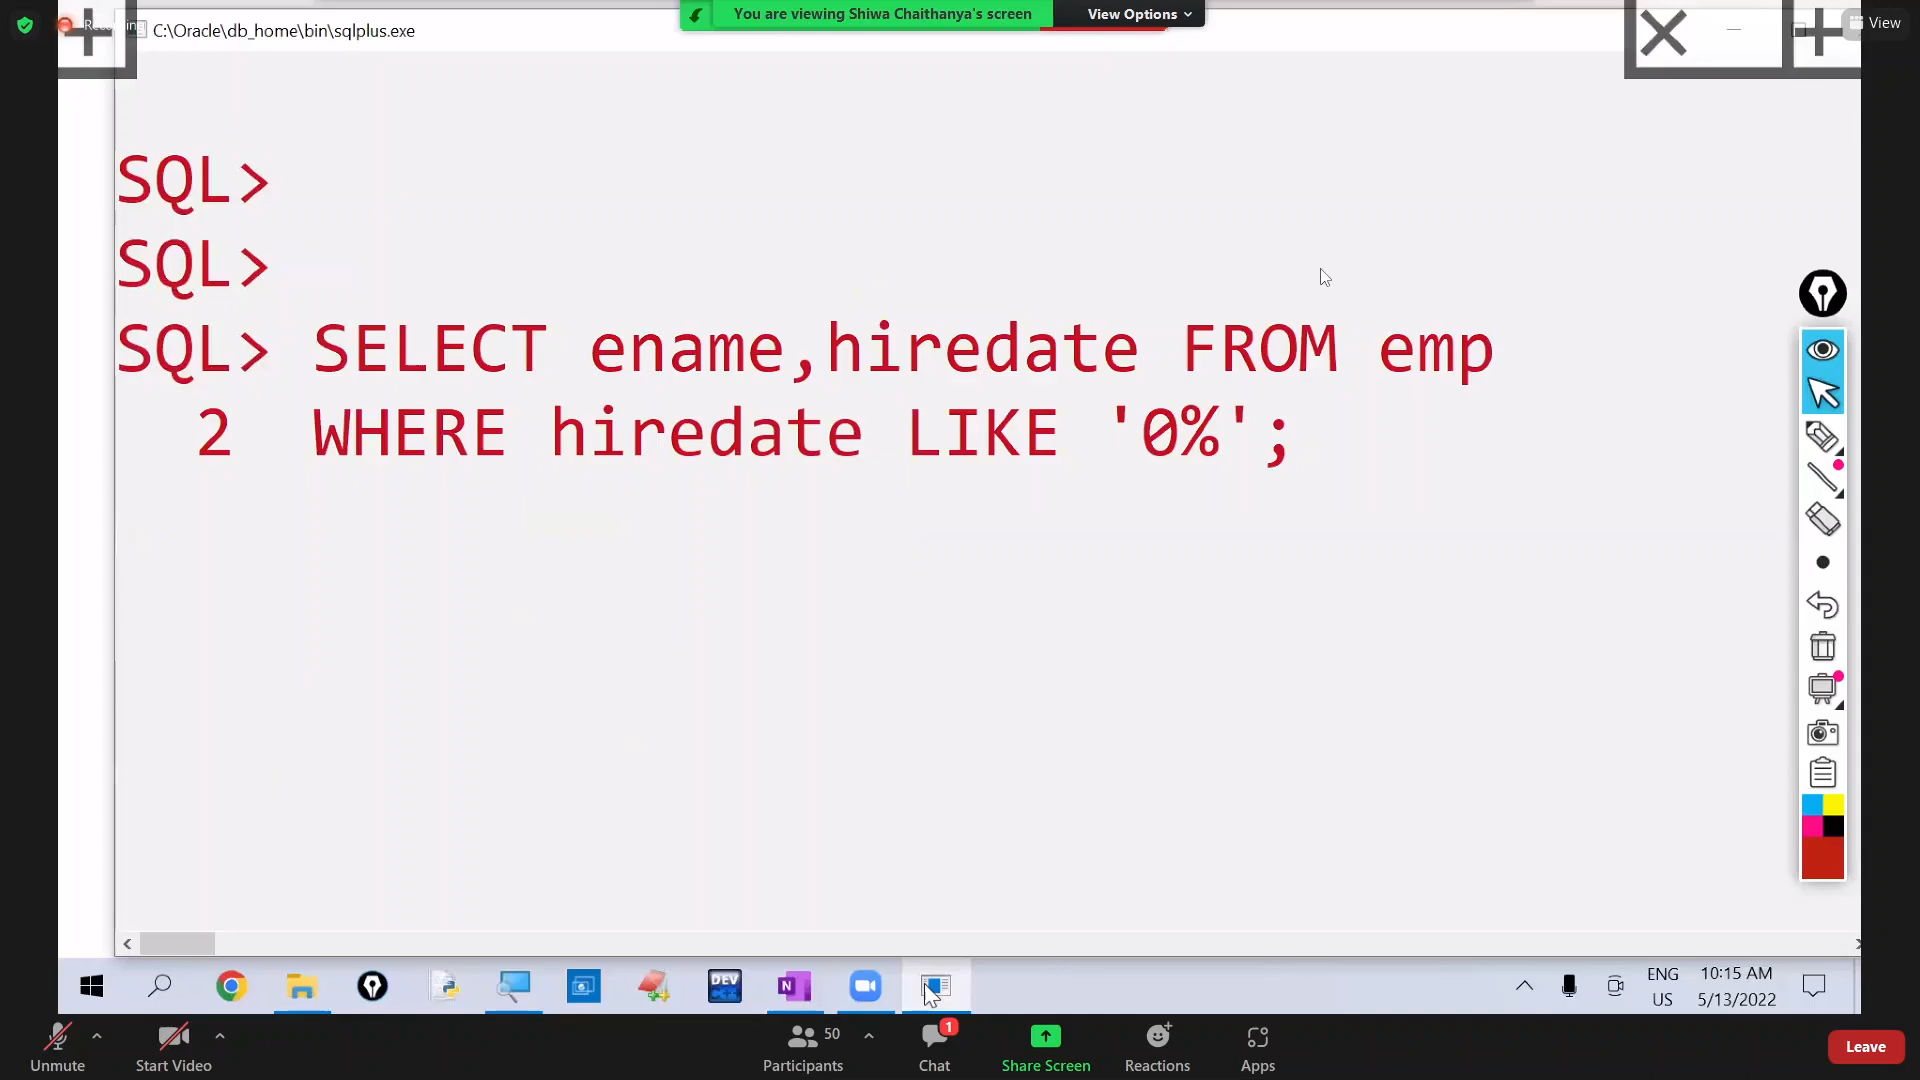 You are viewing Shiwa Chaithanya's screen
View Options
View
C:\Oracle\db_home\bin\sqlplus.exe
SQL>
SQL>
SQL> SELECT ename,hiredate FROM emp
2 WHERE hiredate LIKE '0%';
DEV
N
ENG
US
10:15 AM
5/13/2022
Unmute
Start Video
50
Participants
1
Chat
Share Screen
Reactions
Apps
Leave